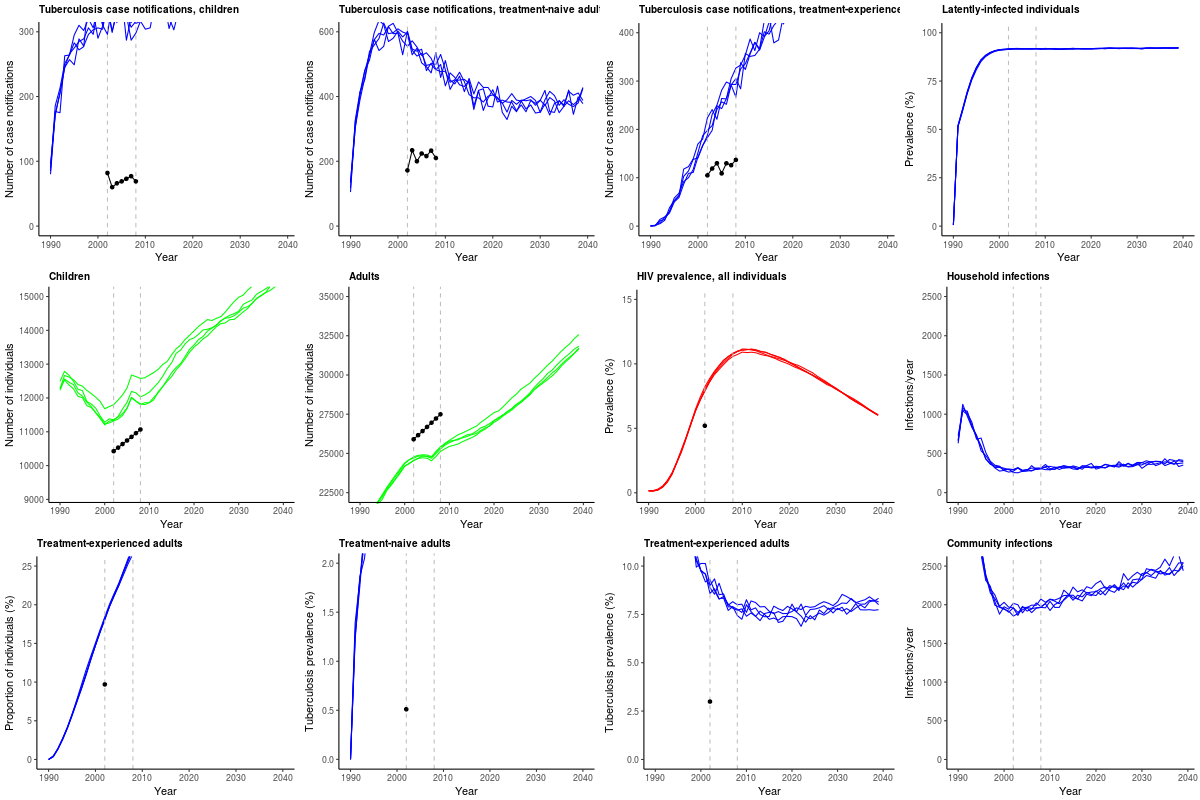 Tuberculosis case notifications, children
Number of case notifications
300
200
100
0
1990 2000 2010 2020 2030 2040
Year
Tuberculosis case notifications, treatment-naive adul
Number of case notifications
600
400
200
0
1990 2000 2010 2020 2030 2040
Year
Tuberculosis case notifications, treatment-experience
Number of case notifications
400
300
200
100
0
1990 2000 2010 2020 2030 2040
Year
Latently-infected individuals
Prevalence (%)
100
75
50
25
0
1990 2000 2010 2020 2030 2040
Year
Children
Number of individuals
15000
14000
13000
12000
11000
10000
9000
1990 2000 2010 2020 2030 2040
Year
Adults
Number of individuals
35000
32500
30000
27500
25000
22500
1990 2000 2010 2020 2030 2040
Year
HIV prevalence, all individuals
Prevalence (%)
15
10
5
0
1990 2000 2010 2020 2030 2040
Year
Household infections
Infections/year
2500
2000
1500
1000
500
0
1990 2000 2010 2020 2030 2040
Year
Treatment-experienced adults
Proportion of individuals (%)
25
20
15
10
5
0
1990 2000 2010 2020 2030 2040
Year
Treatment-naive adults
Tuberculosis prevalence (%)
2.0
1.5
1.0
0.5
0.0
1990 2000 2010 2020 2030 2040
Year
Treatment-experienced adults
Tuberculosis prevalence (%)
10.0
7.5
5.0
2.5
0.0
1990 2000 2010 2020 2030 2040
Year
Community infections
Infections/year
2500
2000
1500
1000
500
0
1990 2000 2010 2020 2030 2040
Year